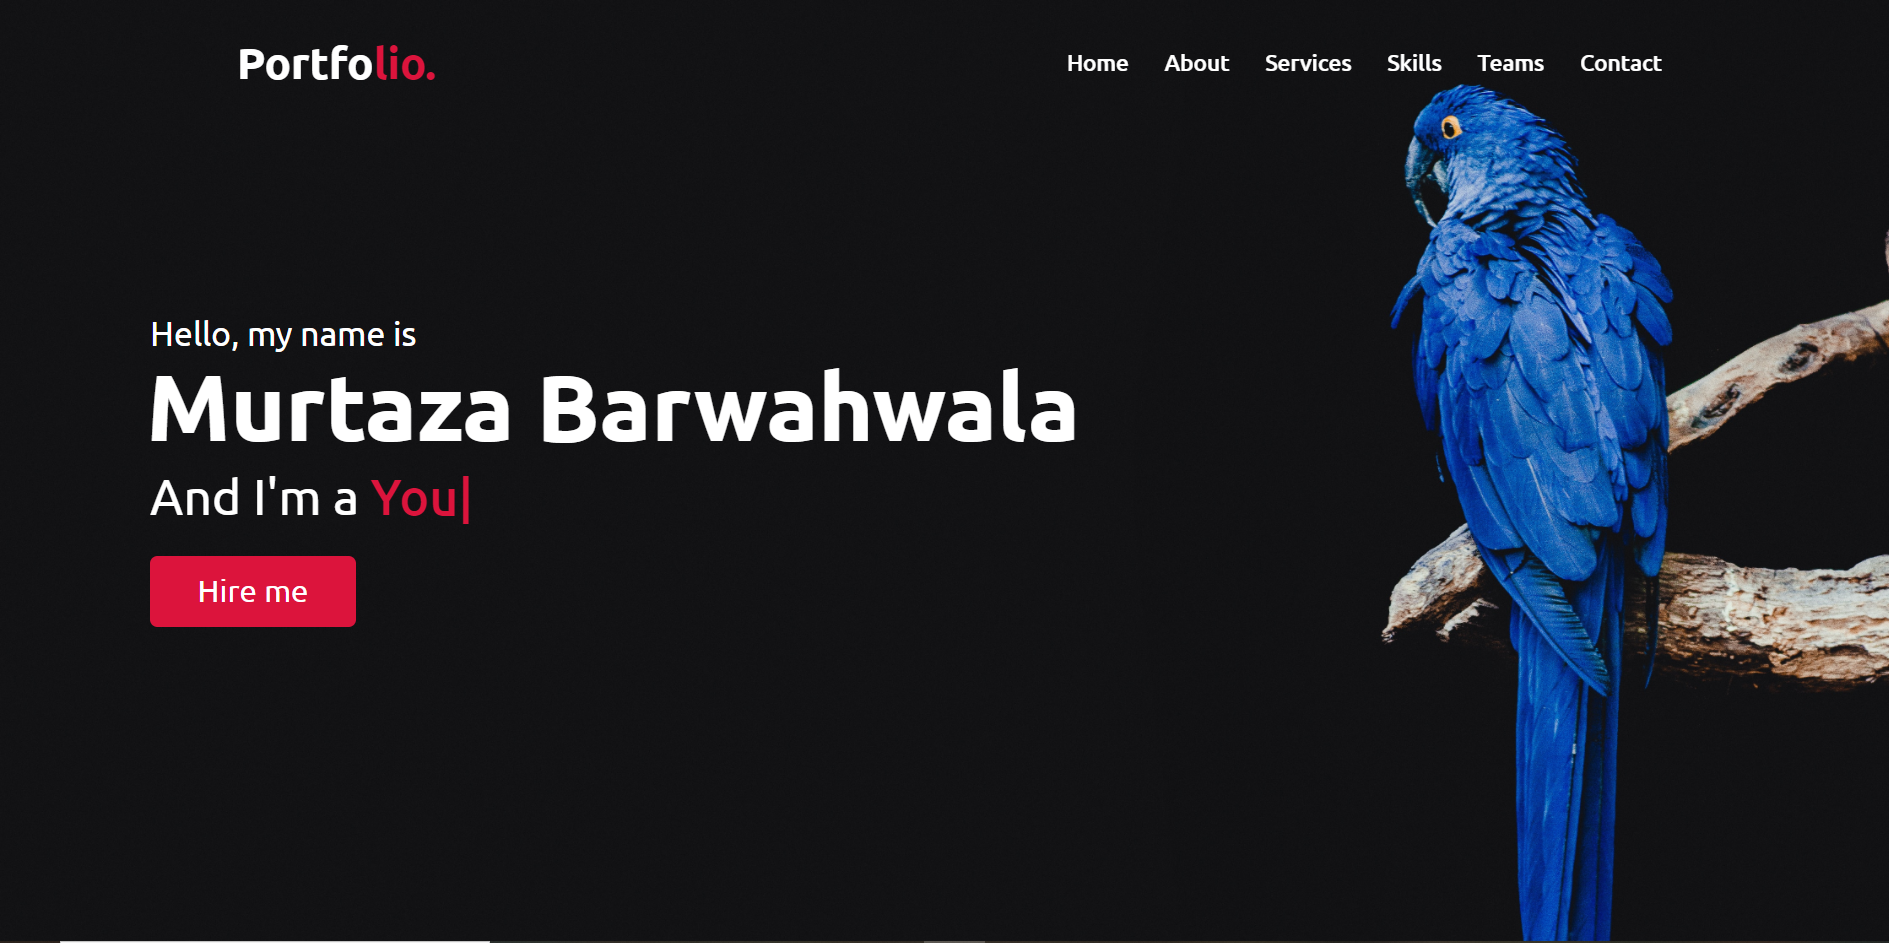 Portfolio.
Home About Services Skills Teams Contact
Hello, my name is
Murtaza Barwahwala
And I'm a You|
Hire me